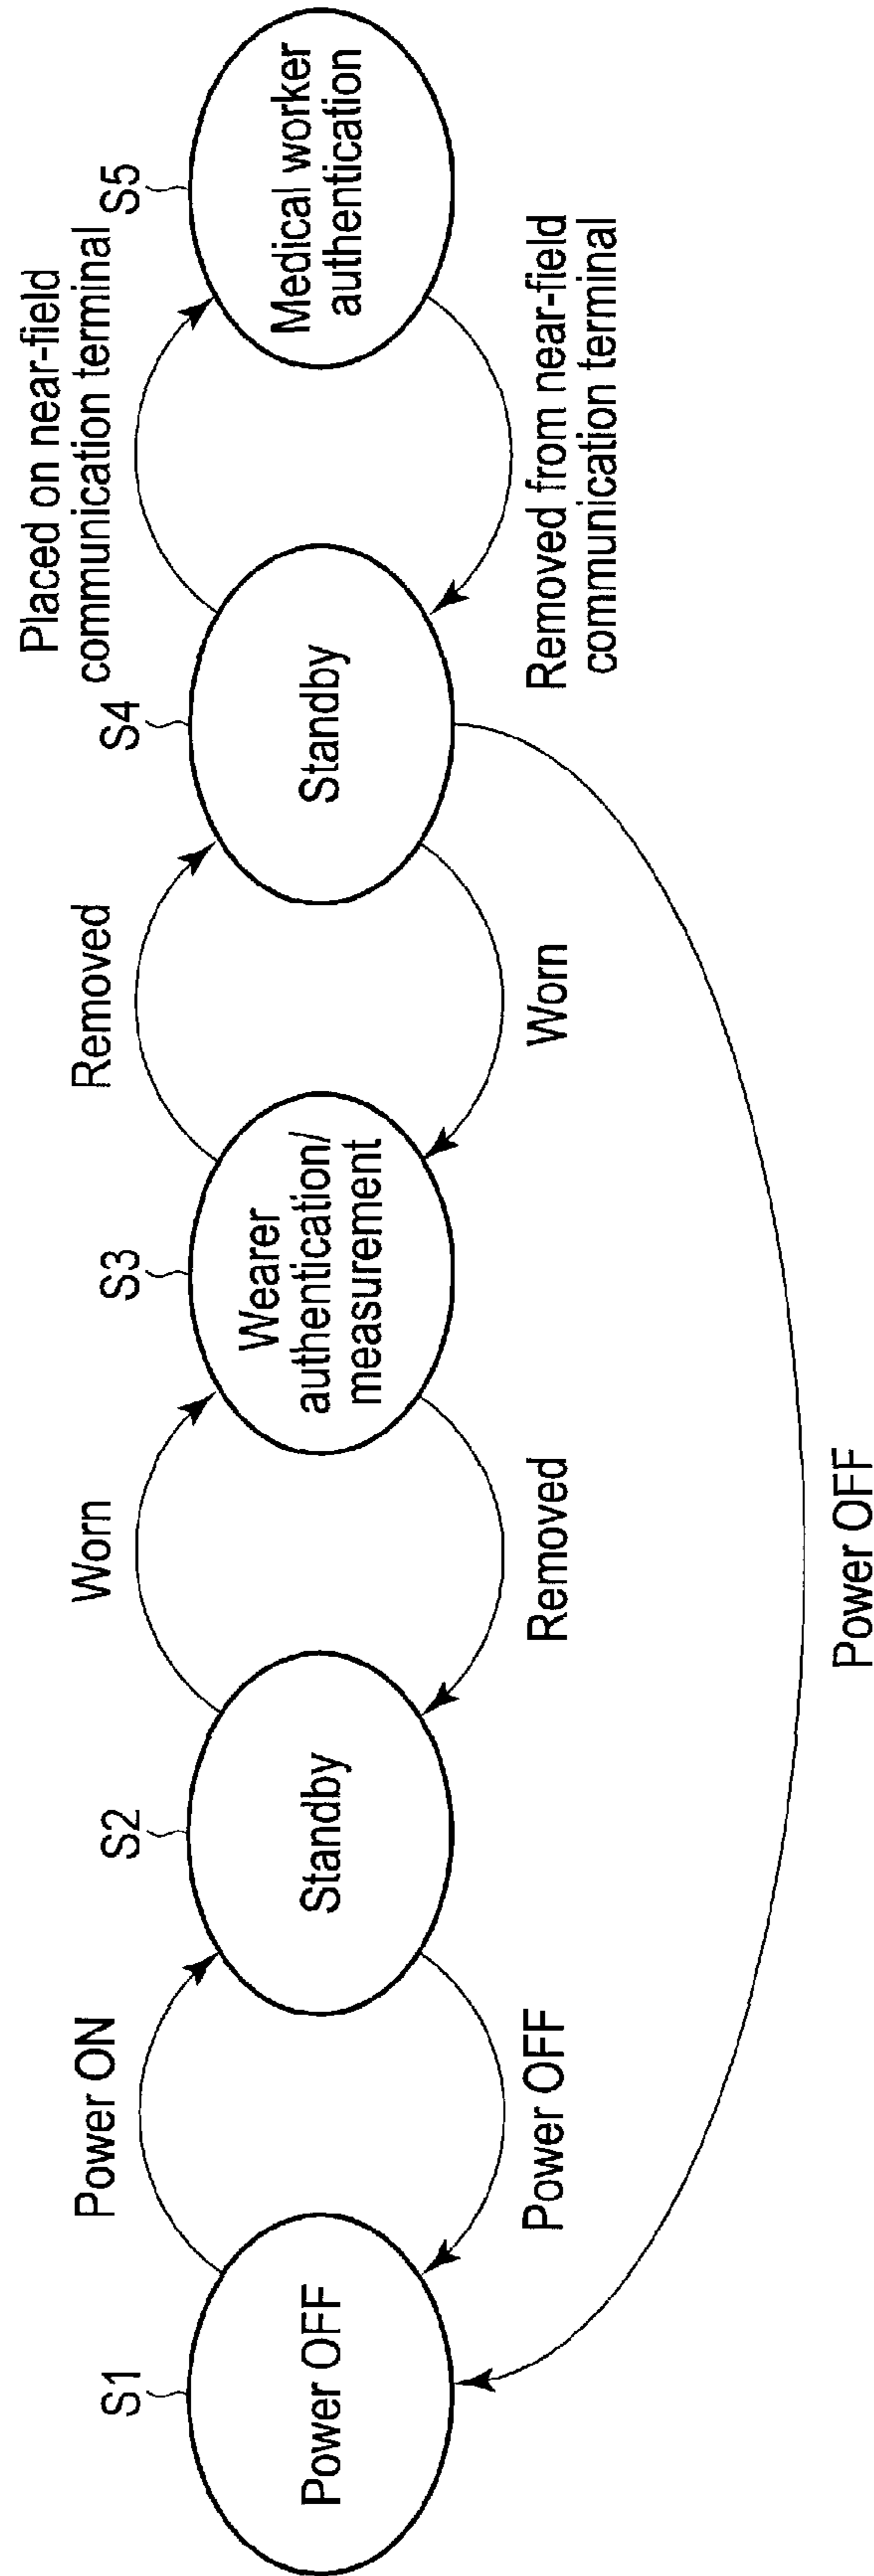 S1
Power OFF
Power ON
Power OFF
S2
Standby
Worn
Removed
S3
Wearer
authentication/
measurement
Removed
Worn
S4
Standby
Placed on near-field
communication terminal
Removed from near-field
communication terminal
S5
Medical worker
authentication
Power OFF